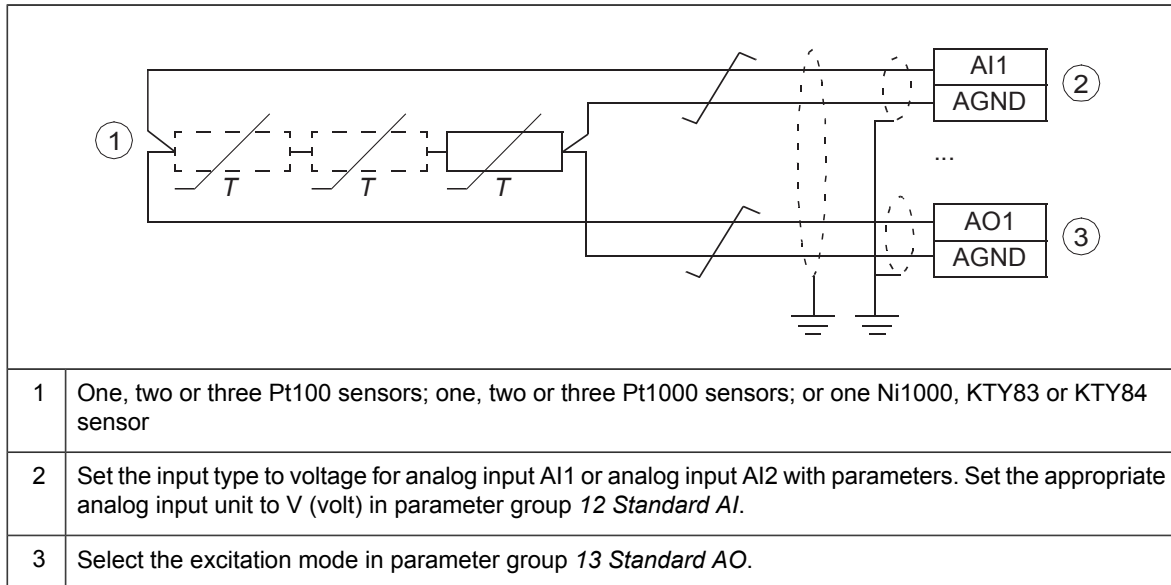 AI1
AGND
2
1
T T T
...
AO1
AGND
3
1 One, two or three Pt100 sensors; one, two or three Pt1000 sensors; or one Ni1000, KTY83 or KTY84
sensor
2 Set the input type to voltage for analog input AI1 or analog input AI2 with parameters. Set the appropriate
analog input unit to V (volt) in parameter group 12 Standard AI.
3 Select the excitation mode in parameter group 13 Standard AO.